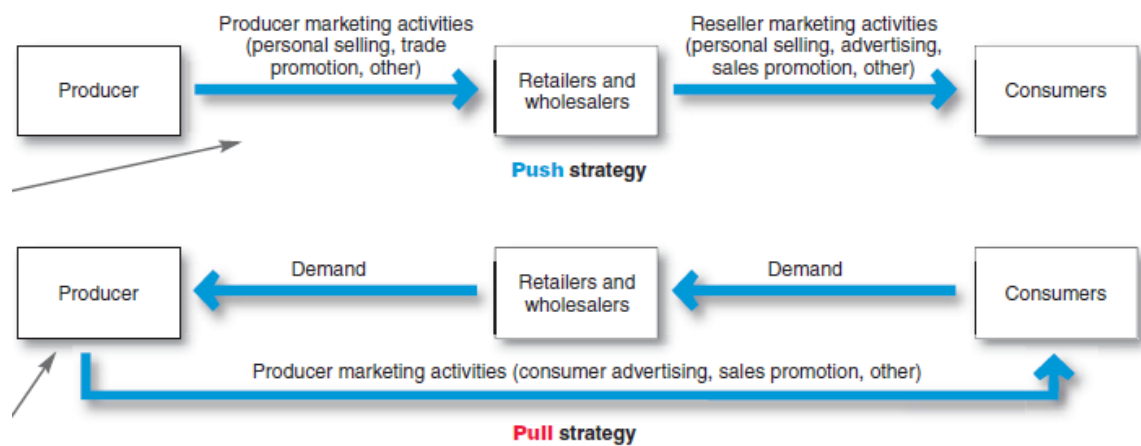 Producer marketing activities
(personal selling, trade
promotion, other)
Reseller marketing activities
(personal selling, advertising,
sales promotion, other)
Producer
Retailers and
wholesalers
Consumers
Push strategy
Producer
Demand
Retailers and
wholesalers
Demand
Consumers
Producer marketing activities (consumer advertising, sales promotion, other)
Pull strategy